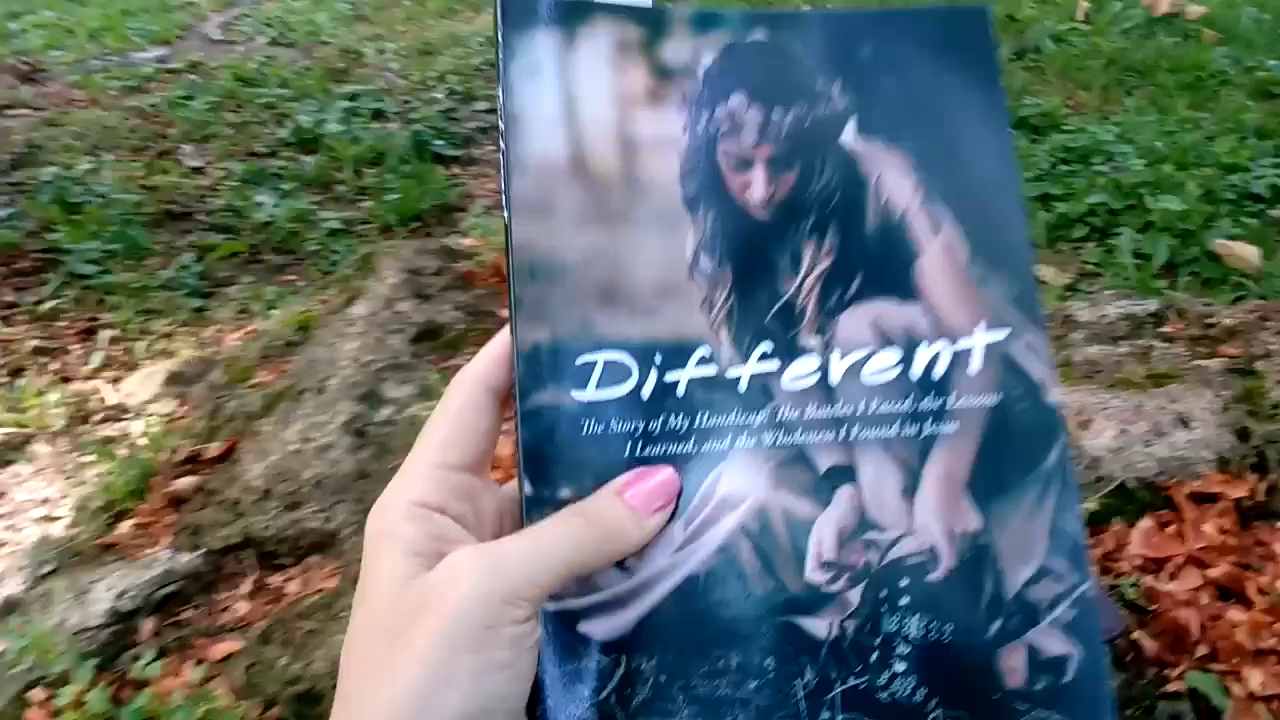 Different
The Story of My Handicap: The Battles I Faced, the Lessons
I Learned, and the Wholeness I Found in Jesus